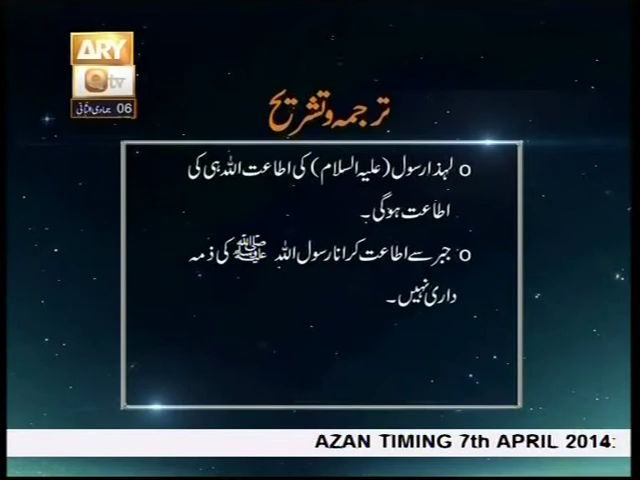 ARY
Qtv
06 جمادی الثانی
ترجمہ و تشریح
o لہذا رسول (علیہ السلام) کی اطاعت اللہ ہی کی
اطاعت ہوگی۔
o جبر سے اطاعت کرانا رسول اللہ ﷺ کی ذمہ
داری نہیں۔
AZAN TIMING 7th APRIL 2014: